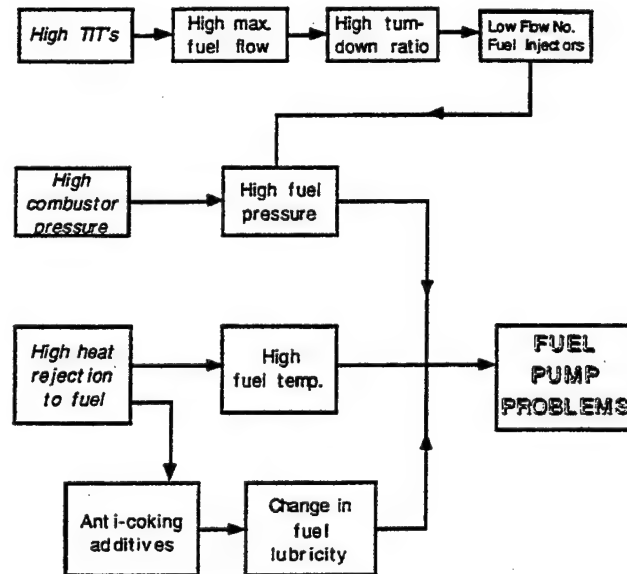 High TIT's
High max.
fuel flow
High turn-
down ratio
Low Flow No.
Fuel Injectors
High
combustor
pressure
High fuel
pressure
High heat
rejection
to fuel
High
fuel temp.
FUEL
PUMP
PROBLEMS
Anti-coking
additives
Change in
fuel
lubricity